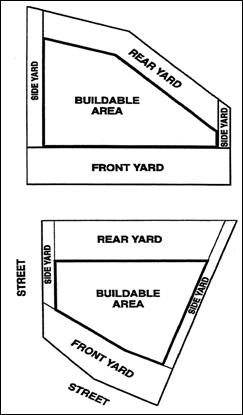 SIDE YARD
REAR YARD
BUILDABLE
AREA
SIDE YARD
FRONT YARD
REAR YARD
STREET
SIDE YARD
BUILDABLE
AREA
SIDE YARD
FRONT YARD
STREET